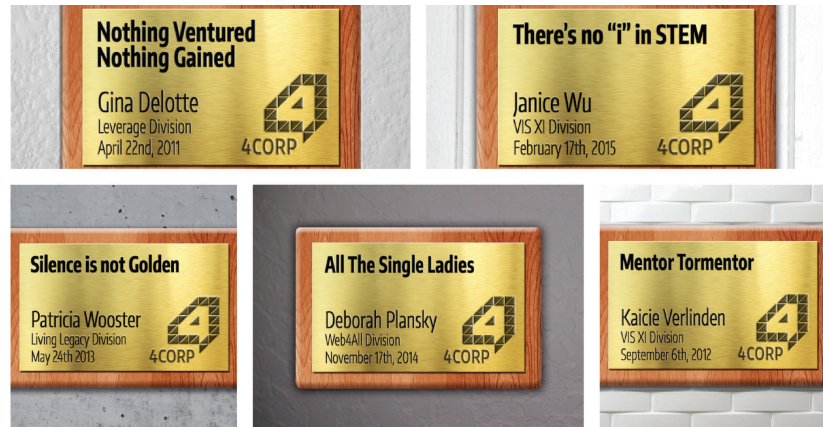 Nothing Ventured
Nothing Gained
Gina Delotte
Leverage Division
April 22nd, 2011
4CORP
There's no “i” in STEM
Janice Wu
VIS XI Division
February 17th, 2015
4CORP
Silence is not Golden
Patricia Wooster
Living Legacy Division
May 24th 2013
4CORP
All The Single Ladies
Deborah Plansky
Web4All Division
November 17th, 2014
4CORP
Mentor Tormentor
Kaicie Verlinden
VIS XI Division
September 6th, 2012
4CORP